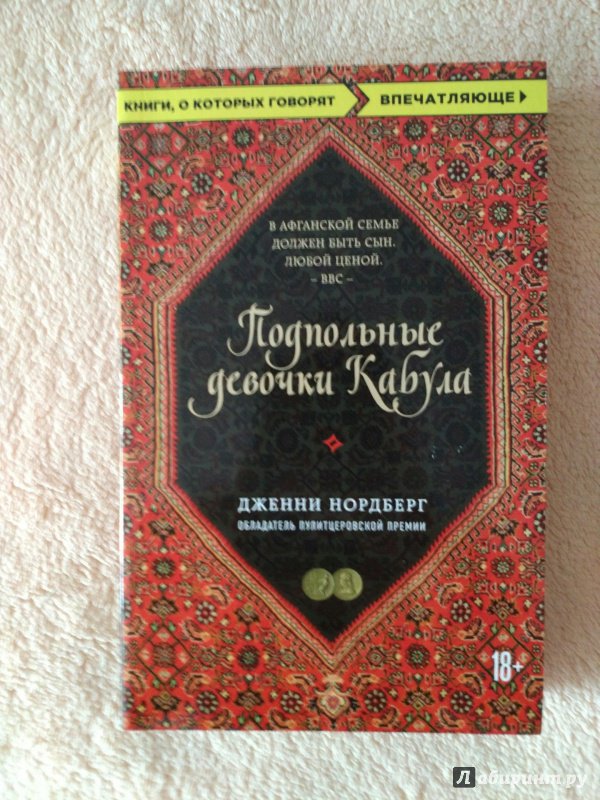 КНИГИ, О КОТОРЫХ ГОВОРЯТ ВПЕЧАТЛЯЮЩЕ
В АФГАНСКОЙ СЕМЬЕ
ДОЛЖЕН БЫТЬ СЫН.
ЛЮБОЙ ЦЕНОЙ.
– BBC –
Подпольные
девочки Кабула
ДЖЕННИ НОРДБЕРГ
ОБЛАДАТЕЛЬ ПУЛИТЦЕРОВСКОЙ ПРЕМИИ
18+
Лабиринт.ру